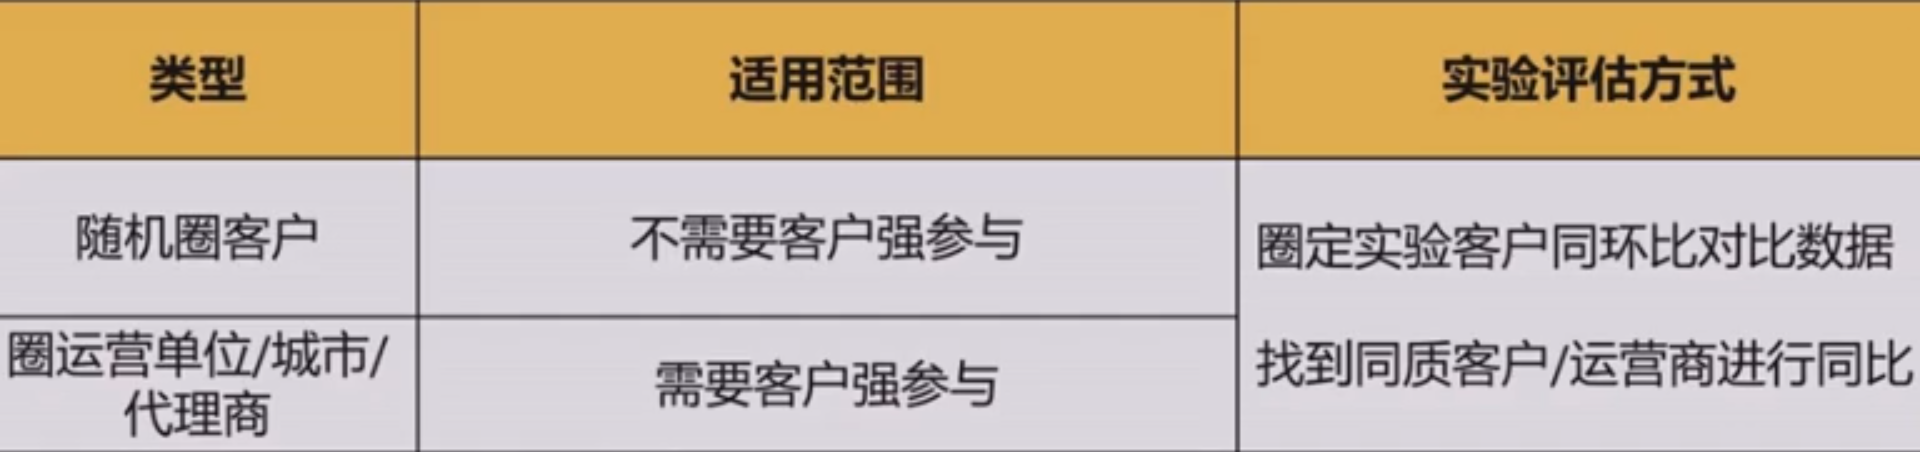 类型
适用范围
实验评估方式
随机圈客户
不需要客户强参与
圈定实验客户同环比对比数据
圈运营单位/城市/
代理商
需要客户强参与
找到同质客户/运营商进行同比